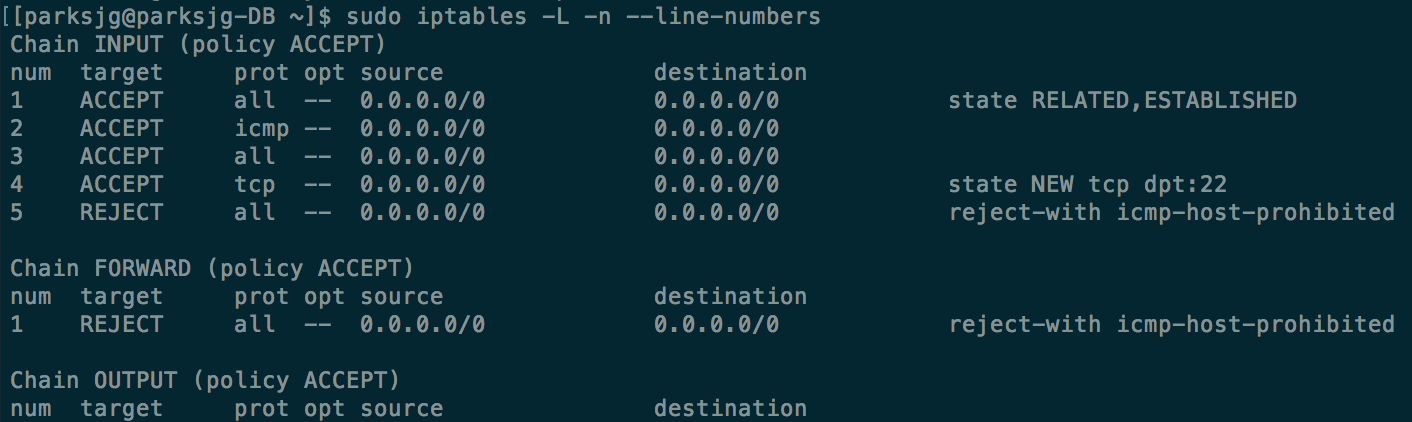 [[parksjg@parksjg-DB ~]$ sudo iptables -L -n --line-numbers
Chain INPUT (policy ACCEPT)
num  target     prot opt source               destination
1    ACCEPT     all  --  0.0.0.0/0            0.0.0.0/0            state RELATED,ESTABLISHED
2    ACCEPT     icmp --  0.0.0.0/0            0.0.0.0/0
3    ACCEPT     all  --  0.0.0.0/0            0.0.0.0/0
4    ACCEPT     tcp  --  0.0.0.0/0            0.0.0.0/0            state NEW tcp dpt:22
5    REJECT     all  --  0.0.0.0/0            0.0.0.0/0            reject-with icmp-host-prohibited

Chain FORWARD (policy ACCEPT)
num  target     prot opt source               destination
1    REJECT     all  --  0.0.0.0/0            0.0.0.0/0            reject-with icmp-host-prohibited

Chain OUTPUT (policy ACCEPT)
num  target     prot opt source               destination